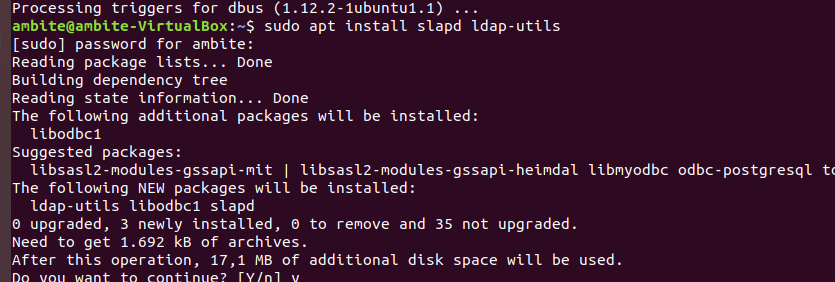 Processing triggers for dbus (1.12.2-1ubuntu1.1) ...
ambite@ambite-VirtualBox:~$ sudo apt install slapd ldap-utils
[sudo] password for ambite:
Reading package lists... Done
Building dependency tree
Reading state information... Done
The following additional packages will be installed:
  libodbc1
Suggested packages:
  libsasl2-modules-gssapi-mit | libsasl2-modules-gssapi-heimdal libmyodbc odbc-postgresql
The following NEW packages will be installed:
  ldap-utils libodbc1 slapd
0 upgraded, 3 newly installed, 0 to remove and 35 not upgraded.
Need to get 1.692 kB of archives.
After this operation, 17,1 MB of additional disk space will be used.
Do you want to continue? [Y/n] y